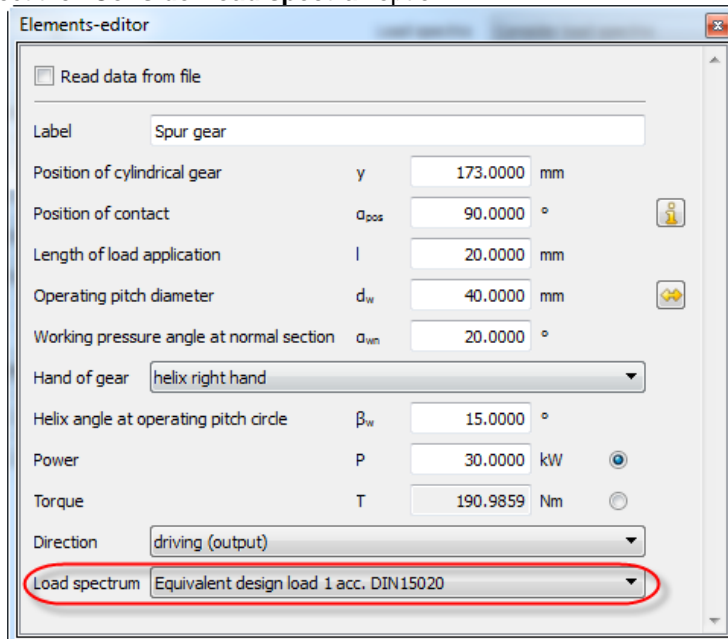 Elements-editor
Read data from file
Label Spur gear
Position of cylindrical gear y 173.0000 mm
Position of contact αpos 90.0000 °
Length of load application l 20.0000 mm
Operating pitch diameter dw 40.0000 mm
Working pressure angle at normal section αwn 20.0000 °
Hand of gear helix right hand
Helix angle at operating pitch circle βw 15.0000 °
Power P 30.0000 kW
Torque T 190.9859 Nm
Direction driving (output)
Load spectrum Equivalent design load 1 acc. DIN15020